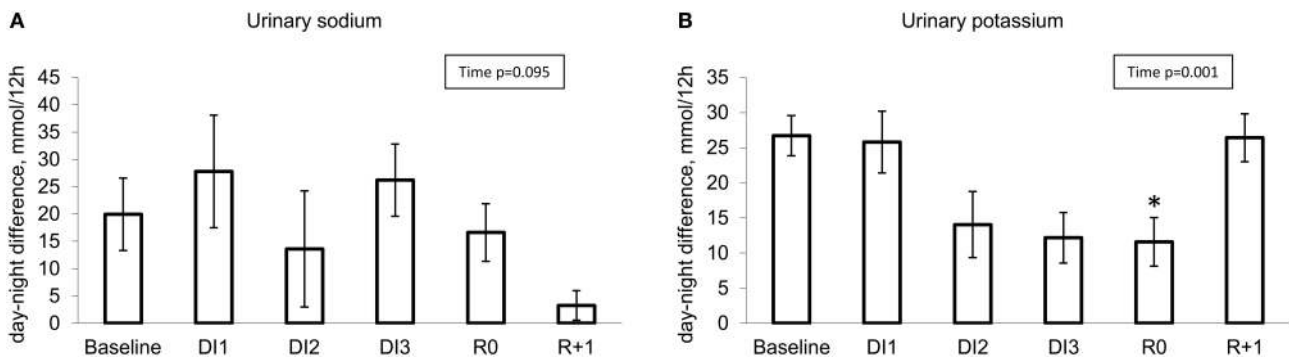 A
Urinary sodium
Time p=0.095
day-night difference, mmol/12h
45
40
35
30
25
20
15
10
5
0
Baseline DI1 DI2 DI3 R0 R+1
B
Urinary potassium
Time p=0.001
day-night difference, mmol/12h
35
30
25
20
15
10
5
0
*
Baseline DI1 DI2 DI3 R0 R+1